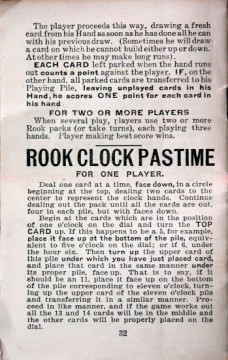 The player proceeds this way, drawing a fresh
card from his Hand as soon as he has done all he can
with his previous draw. (Sometimes he will draw
a card on which he cannot build either up or down.
At other times he may make long runs).
EACH CARD left parked when the hand runs
out counts a point against the player. IF, on the
other hand, all parked cards are transferred to his
Playing Pile, leaving unplayed cards in his
Hand, he scores ONE point for each card in
his hand
FOR TWO OR MORE PLAYERS
When several play, players use two or more
Rook packs (or take turns), each playing three
hands. Player making best score wins.
ROOK CLOCK PASTIME
FOR ONE PLAYER.
Deal one card at a time, face down, in a circle
beginning at the top, dealing two cards to the
center to represent the clock hands. Continue
dealing out the pack until all the cards are out,
four in each pile, but with faces down.
Begin at the cards which are in the position
of one o'clock on the dial and turn the TOP
CARD up. If this happens to be a 5, for example,
place it face up at the bottom of the pile, equiv-
alent to five o'clock on the dial; or if 6, under
the hour six. Then turn up the upper card of
this pile under which you have just placed card,
and place that card in the same manner under
its proper pile, face up. That is to say, if it
should be an 11, place it face up on the bottom
of the pile corresponding to eleven o'clock, turn-
ing up the upper card of the eleven o'clock pile
and transferring it in a similar manner. Pro-
ceed in like manner, and if the game works out
all the 13 and 14 cards will be in the middle and
the other cards will be properly placed on the
dial.
32